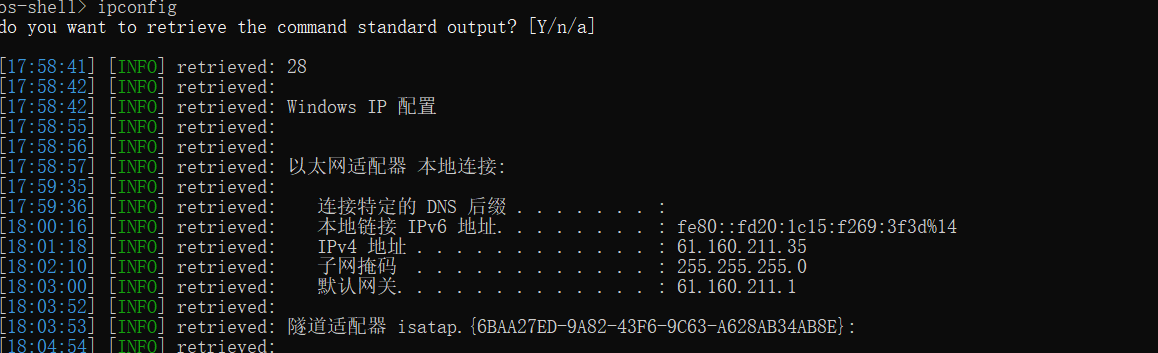 os-shell> ipconfig
do you want to retrieve the command standard output? [Y/n/a]
[17:58:41] [INFO] retrieved: 28
[17:58:42] [INFO] retrieved:
[17:58:42] [INFO] retrieved: Windows IP 配置
[17:58:55] [INFO] retrieved:
[17:58:56] [INFO] retrieved:
[17:58:57] [INFO] retrieved: 以太网适配器 本地连接:
[17:59:35] [INFO] retrieved:
[17:59:36] [INFO] retrieved:    连接特定的 DNS 后缀 . . . . . . . :
[18:00:16] [INFO] retrieved:    本地链接 IPv6 地址. . . . . . . . : fe80::fd20:1c15:f269:3f3d%14
[18:01:18] [INFO] retrieved:    IPv4 地址 . . . . . . . . . . . . : 61.160.211.35
[18:02:10] [INFO] retrieved:    子网掩码  . . . . . . . . . . . . : 255.255.255.0
[18:03:00] [INFO] retrieved:    默认网关. . . . . . . . . . . . . : 61.160.211.1
[18:03:52] [INFO] retrieved:
[18:03:53] [INFO] retrieved: 隧道适配器 isatap.{6BAA27ED-9A82-43F6-9C63-A628AB34AB8E}:
[18:04:54] [INFO] retrieved: